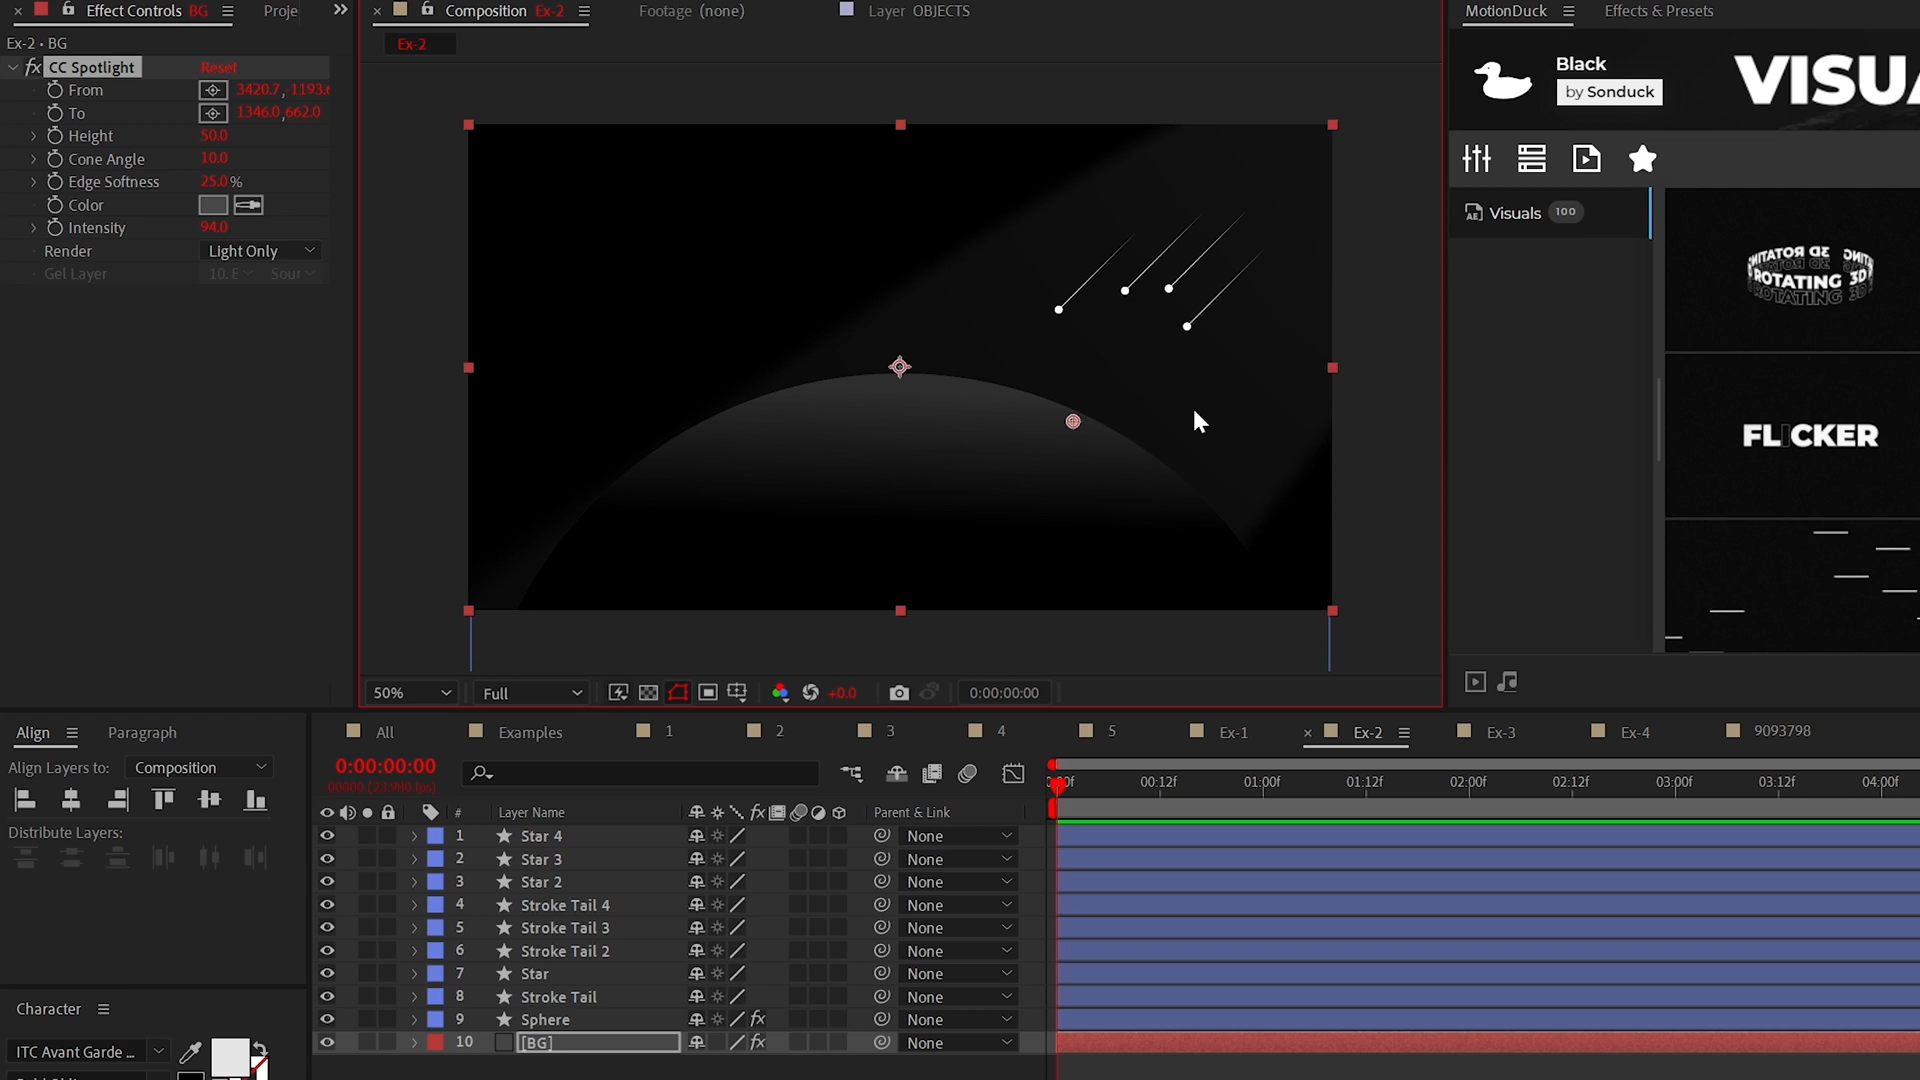 Effect Controls BG
Proje
Composition Ex-2
Footage (none)
Layer OBJECTS
MotionDuck
Effects & Presets
Ex-2 • BG
Ex-2
fx CC Spotlight
Reset
From
3420.7,-1193.6
To
1346.0,662.0
Height
50.0
Cone Angle
10.0
Edge Softness
25.0 %
Color
Intensity
94.0
Render
Light Only
Gel Layer
10. E
Sour
Black
by Sonduck
VISUA
Visuals 100
ROTATING 3D
FLICKER
50%
Full
+0.0
0:00:00:00
Align
Paragraph
All
Examples
1
2
3
4
5
Ex-1
Ex-2
Ex-3
Ex-4
9093798
Align Layers to:
Composition
0:00:00:00
00000 (23.980 fps)
00f
00:12f
01:00f
01:12f
02:00f
02:12f
03:00f
03:12f
04:00f
Distribute Layers:
#
Layer Name
fx
Parent & Link
1 Star 4 None
2 Star 3 None
3 Star 2 None
4 Stroke Tail 4 None
5 Stroke Tail 3 None
6 Stroke Tail 2 None
7 Star None
8 Stroke Tail None
9 Sphere fx None
10 [BG] fx None
Character
ITC Avant Garde ...